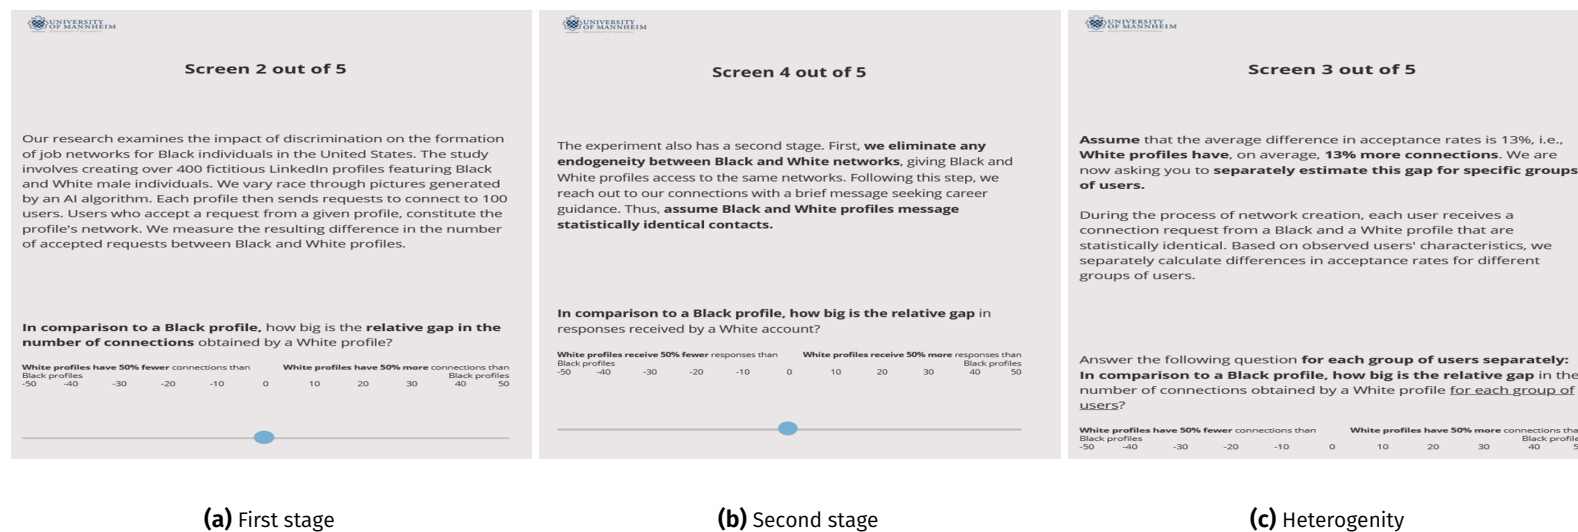 UNIVERSITY
OF MANNHEIM
Department of Economics
Screen 2 out of 5
Our research examines the impact of discrimination on the formation
of job networks for Black individuals in the United States. The study
involves creating over 400 fictitious LinkedIn profiles featuring Black
and White male individuals. We vary race through pictures generated
by an AI algorithm. Each profile then sends requests to connect to 100
users. Users who accept a request from a given profile, constitute the
profile's network. We measure the resulting difference in the number
of accepted requests between Black and White profiles.
In comparison to a Black profile, how big is the relative gap in the
number of connections obtained by a White profile?
White profiles have 50% fewer connections than
Black profiles
White profiles have 50% more connections than
Black profiles
-50 -40 -30 -20 -10 0 10 20 30 40 50
(a) First stage
UNIVERSITY
OF MANNHEIM
Department of Economics
Screen 4 out of 5
The experiment also has a second stage. First, we eliminate any
endogeneity between Black and White networks, giving Black and
White profiles access to the same networks. Following this step, we
reach out to our connections with a brief message seeking career
guidance. Thus, assume Black and White profiles message
statistically identical contacts.
In comparison to a Black profile, how big is the relative gap in
responses received by a White account?
White profiles receive 50% fewer responses than
Black profiles
White profiles receive 50% more responses than
Black profiles
-50 -40 -30 -20 -10 0 10 20 30 40 50
(b) Second stage
UNIVERSITY
OF MANNHEIM
Department of Economics
Screen 3 out of 5
Assume that the average difference in acceptance rates is 13%, i.e.,
White profiles have, on average, 13% more connections. We are
now asking you to separately estimate this gap for specific groups
of users.
During the process of network creation, each user receives a
connection request from a Black and a White profile that are
statistically identical. Based on observed users' characteristics, we
separately calculate differences in acceptance rates for different
groups of users.
Answer the following question for each group of users separately:
In comparison to a Black profile, how big is the relative gap in the
number of connections obtained by a White profile for each group of
users?
White profiles have 50% fewer connections than
Black profiles
White profiles have 50% more connections tha
Black profile
-50 -40 -30 -20 -10 0 10 20 30 40 5
(c) Heterogenity